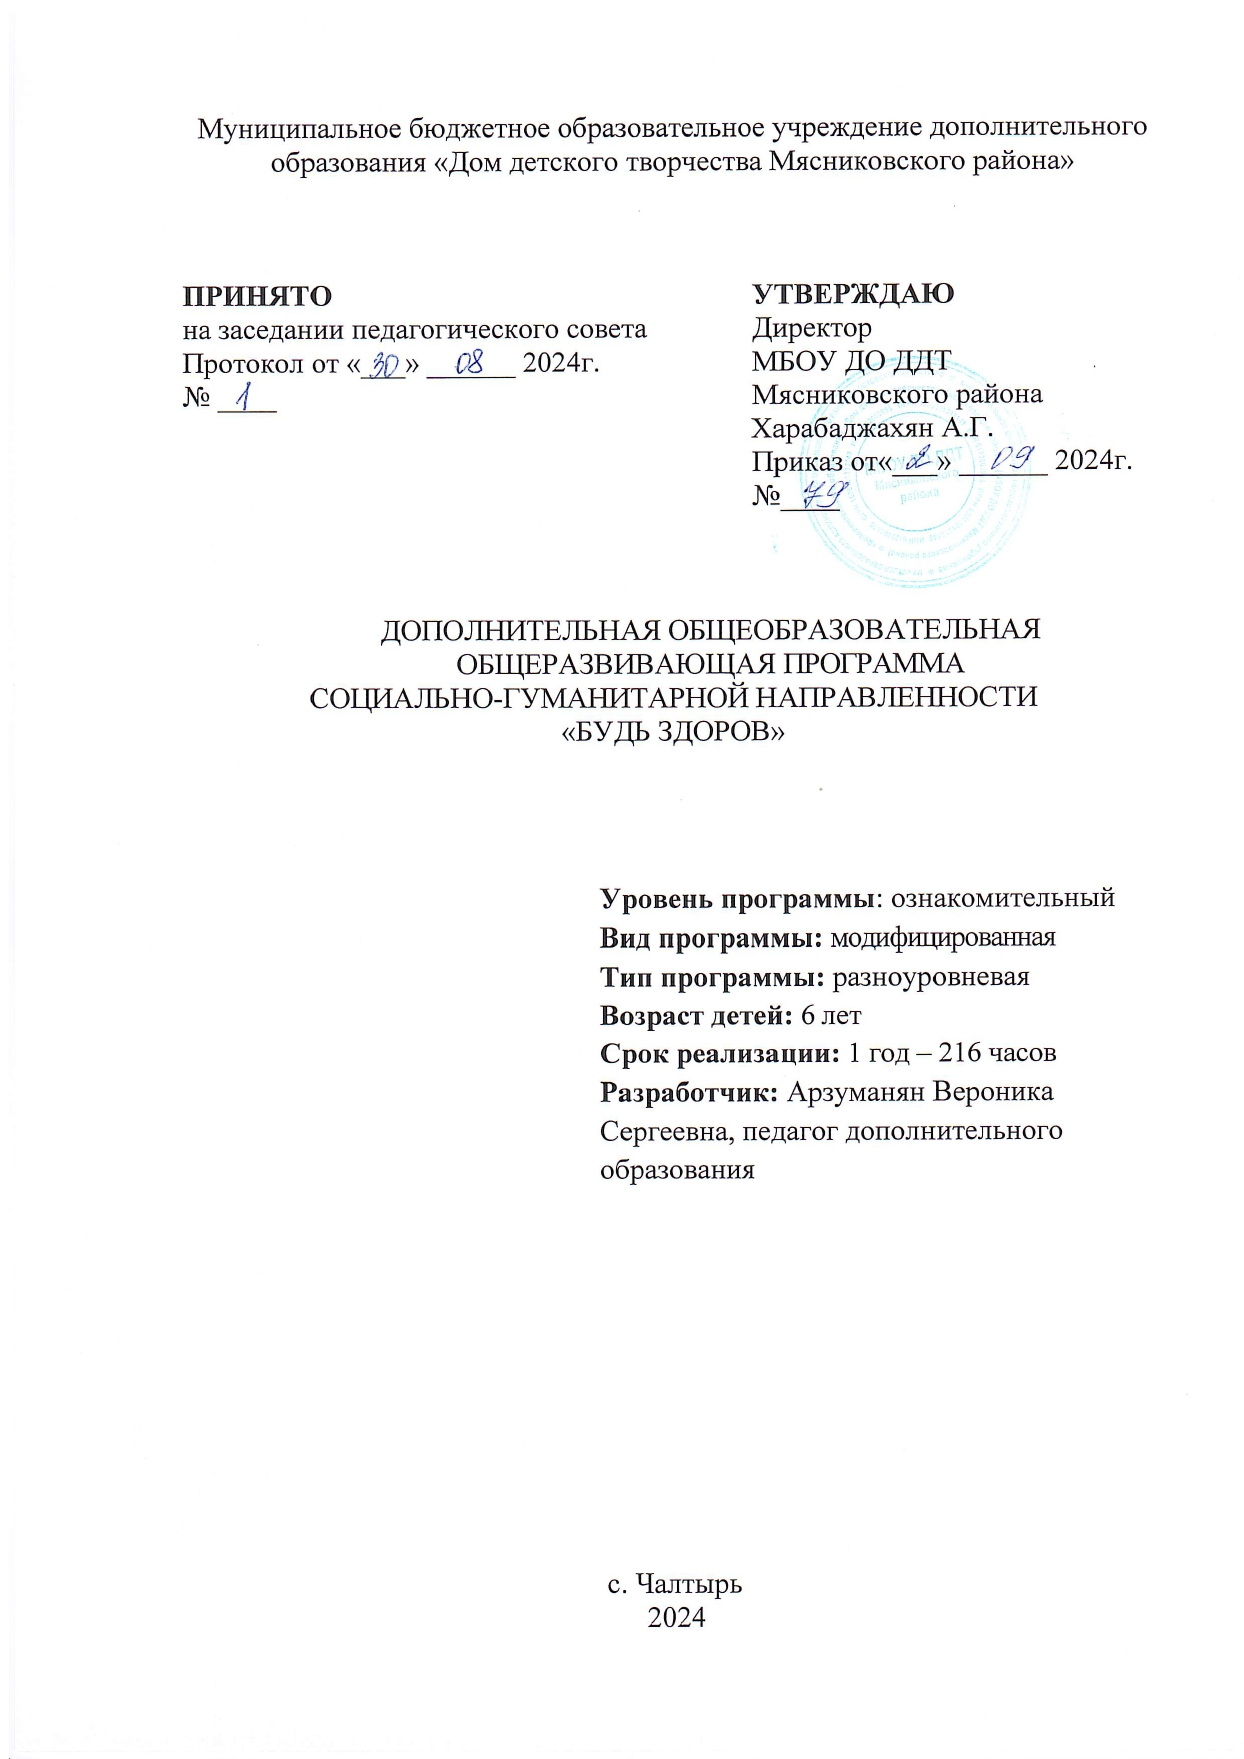 Муниципальное бюджетное образовательное учреждение дополнительного
образования «Дом детского творчества Мясниковского района»
ПРИНЯТО
на заседании педагогического совета
Протокол от «30» 08 2024г.
№ 1
УТВЕРЖДАЮ
Директор
МБОУ ДО ДДТ
Мясниковского района
Харабаджахян А.Г.
Приказ от«2» 09 2024г.
№ 79
ДОПОЛНИТЕЛЬНАЯ ОБЩЕОБРАЗОВАТЕЛЬНАЯ
ОБЩЕРАЗВИВАЮЩАЯ ПРОГРАММА
СОЦИАЛЬНО-ГУМАНИТАРНОЙ НАПРАВЛЕННОСТИ
«БУДЬ ЗДОРОВ»
Уровень программы: ознакомительный
Вид программы: модифицированная
Тип программы: разноуровневая
Возраст детей: 6 лет
Срок реализации: 1 год – 216 часов
Разработчик: Арзуманян Вероника
Сергеевна, педагог дополнительного
образования
с. Чалтырь
2024